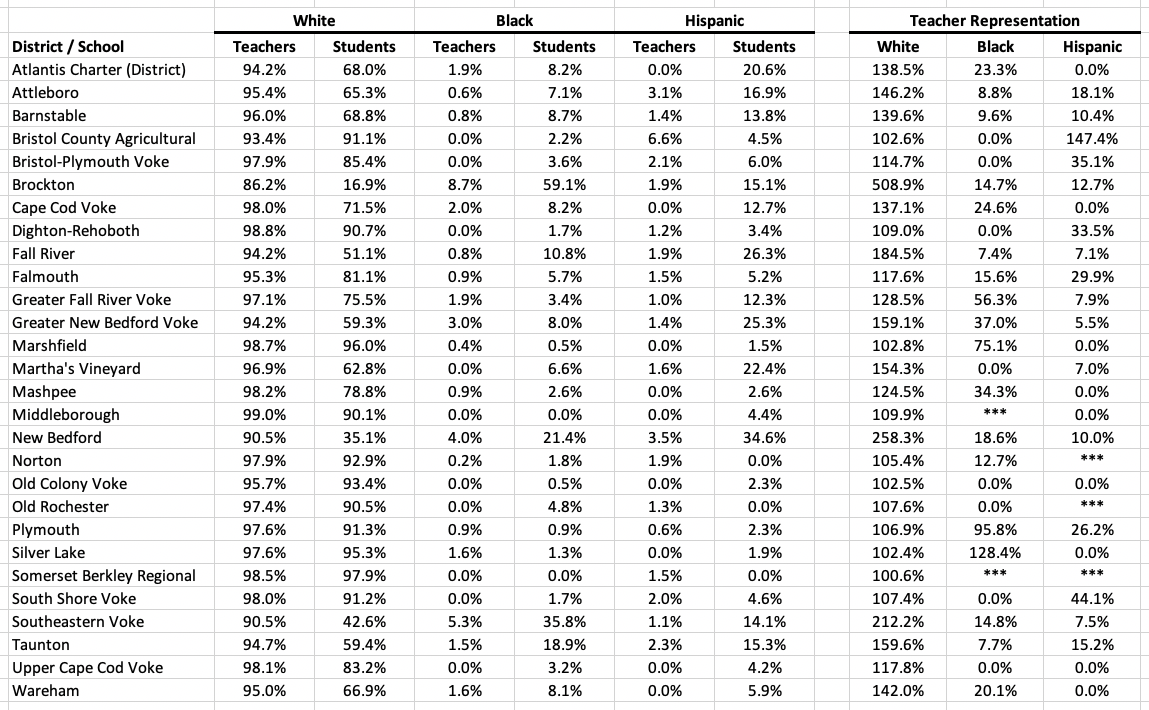 White Black Hispanic Teacher Representation
District / School Teachers Students Teachers Students Teachers Students White Black Hispanic
Atlantis Charter (District) 94.2% 68.0% 1.9% 8.2% 0.0% 20.6% 138.5% 23.3% 0.0%
Attleboro 95.4% 65.3% 0.6% 7.1% 3.1% 16.9% 146.2% 8.8% 18.1%
Barnstable 96.0% 68.8% 0.8% 8.7% 1.4% 13.8% 139.6% 9.6% 10.4%
Bristol County Agricultural 93.4% 91.1% 0.0% 2.2% 6.6% 4.5% 102.6% 0.0% 147.4%
Bristol-Plymouth Voke 97.9% 85.4% 0.0% 3.6% 2.1% 6.0% 114.7% 0.0% 35.1%
Brockton 86.2% 16.9% 8.7% 59.1% 1.9% 15.1% 508.9% 14.7% 12.7%
Cape Cod Voke 98.0% 71.5% 2.0% 8.2% 0.0% 12.7% 137.1% 24.6% 0.0%
Dighton-Rehoboth 98.8% 90.7% 0.0% 1.7% 1.2% 3.4% 109.0% 0.0% 33.5%
Fall River 94.2% 51.1% 0.8% 10.8% 1.9% 26.3% 184.5% 7.4% 7.1%
Falmouth 95.3% 81.1% 0.9% 5.7% 1.5% 5.2% 117.6% 15.6% 29.9%
Greater Fall River Voke 97.1% 75.5% 1.9% 3.4% 1.0% 12.3% 128.5% 56.3% 7.9%
Greater New Bedford Voke 94.2% 59.3% 3.0% 8.0% 1.4% 25.3% 159.1% 37.0% 5.5%
Marshfield 98.7% 96.0% 0.4% 0.5% 0.0% 1.5% 102.8% 75.1% 0.0%
Martha's Vineyard 96.9% 62.8% 0.0% 6.6% 1.6% 22.4% 154.3% 0.0% 7.0%
Mashpee 98.2% 78.8% 0.9% 2.6% 0.0% 2.6% 124.5% 34.3% 0.0%
Middleborough 99.0% 90.1% 0.0% 0.0% 0.0% 4.4% 109.9% *** 0.0%
New Bedford 90.5% 35.1% 4.0% 21.4% 3.5% 34.6% 258.3% 18.6% 10.0%
Norton 97.9% 92.9% 0.2% 1.8% 1.9% 0.0% 105.4% 12.7% ***
Old Colony Voke 95.7% 93.4% 0.0% 0.5% 0.0% 2.3% 102.5% 0.0% 0.0%
Old Rochester 97.4% 90.5% 0.0% 4.8% 1.3% 0.0% 107.6% 0.0% ***
Plymouth 97.6% 91.3% 0.9% 0.9% 0.6% 2.3% 106.9% 95.8% 26.2%
Silver Lake 97.6% 95.3% 1.6% 1.3% 0.0% 1.9% 102.4% 128.4% 0.0%
Somerset Berkley Regional 98.5% 97.9% 0.0% 0.0% 1.5% 0.0% 100.6% *** ***
South Shore Voke 98.0% 91.2% 0.0% 1.7% 2.0% 4.6% 107.4% 0.0% 44.1%
Southeastern Voke 90.5% 42.6% 5.3% 35.8% 1.1% 14.1% 212.2% 14.8% 7.5%
Taunton 94.7% 59.4% 1.5% 18.9% 2.3% 15.3% 159.6% 7.7% 15.2%
Upper Cape Cod Voke 98.1% 83.2% 0.0% 3.2% 0.0% 4.2% 117.8% 0.0% 0.0%
Wareham 95.0% 66.9% 1.6% 8.1% 0.0% 5.9% 142.0% 20.1% 0.0%